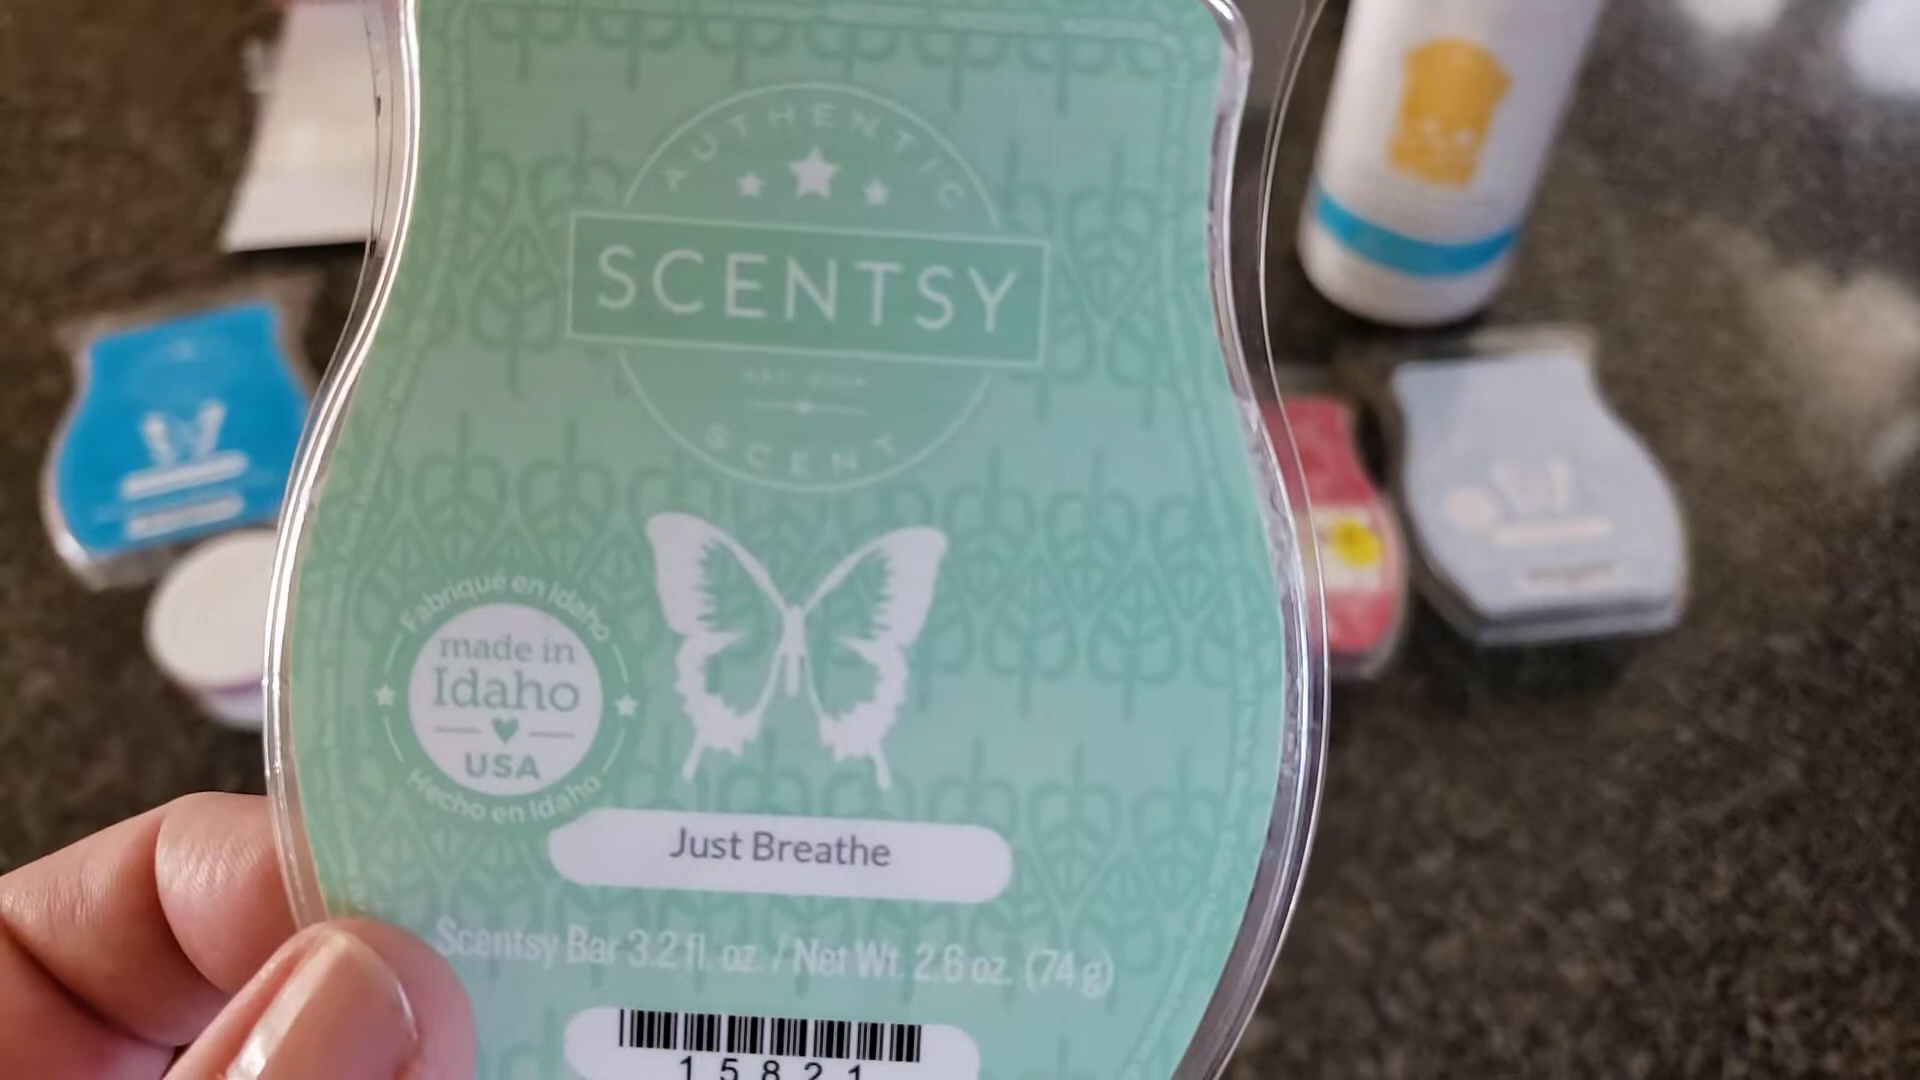 AUTHENTIC
SCENTSY
SCENT
Fabriqué en Idaho
made in
Idaho
USA
Hecho en Idaho
Just Breathe
Scentsy Bar 3.2 fl. oz. / Net Wt. 2.6 oz. (74 g)
15821